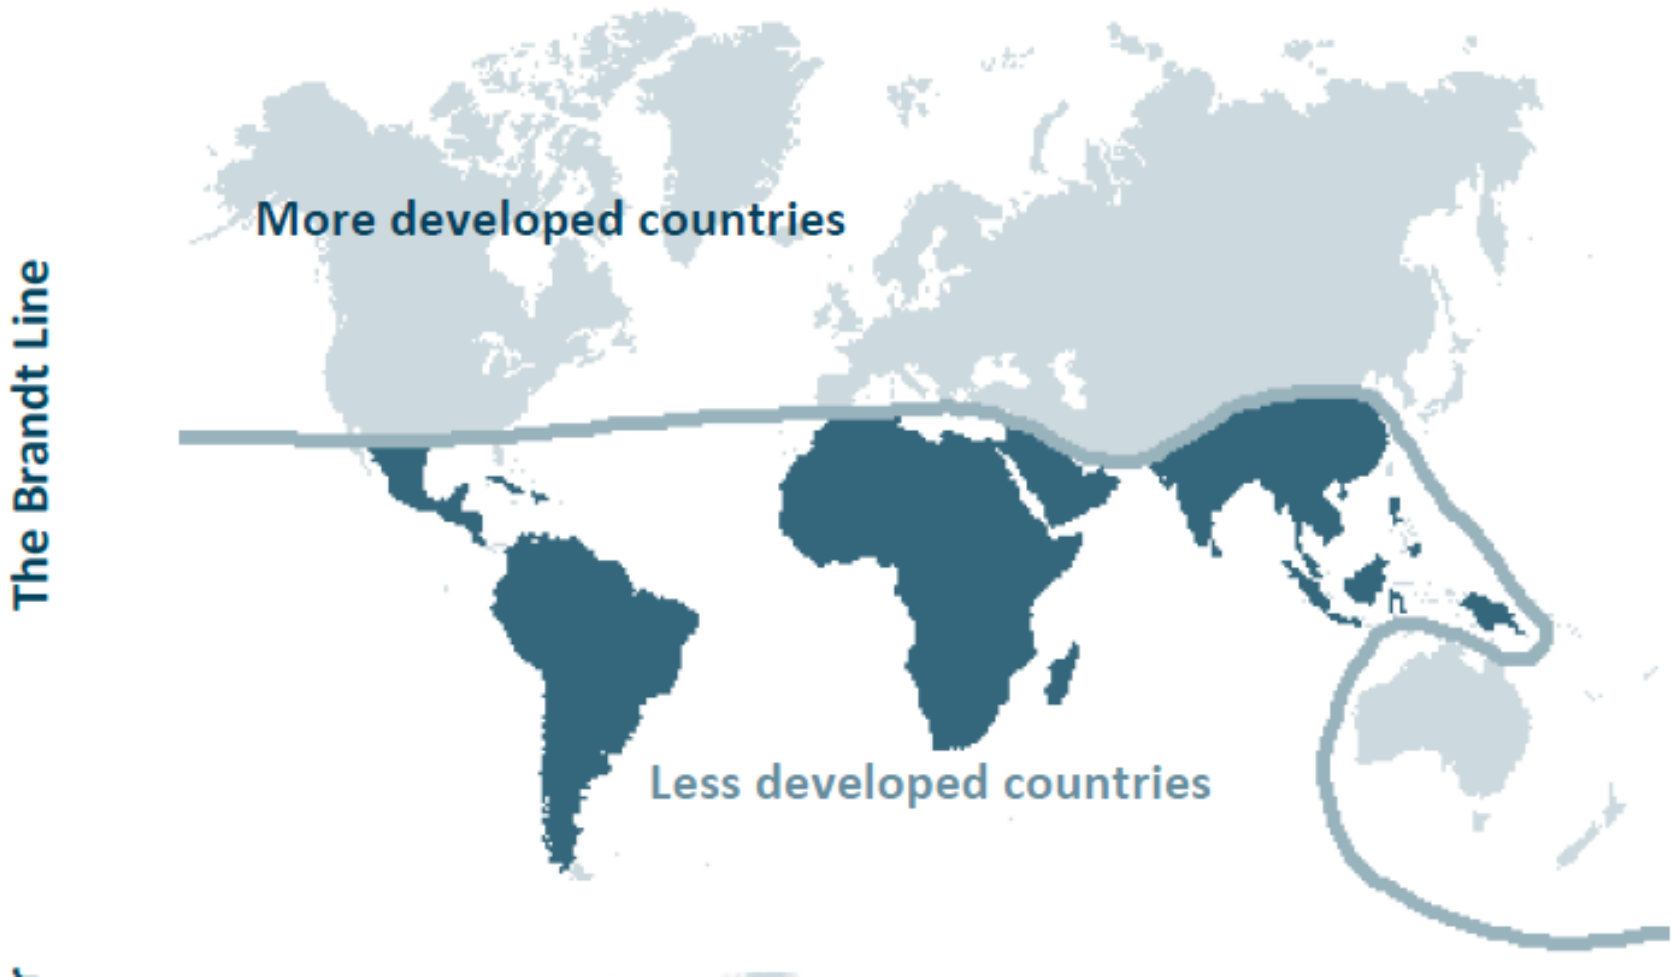 The Brandt Line
More developed countries
Less developed countries